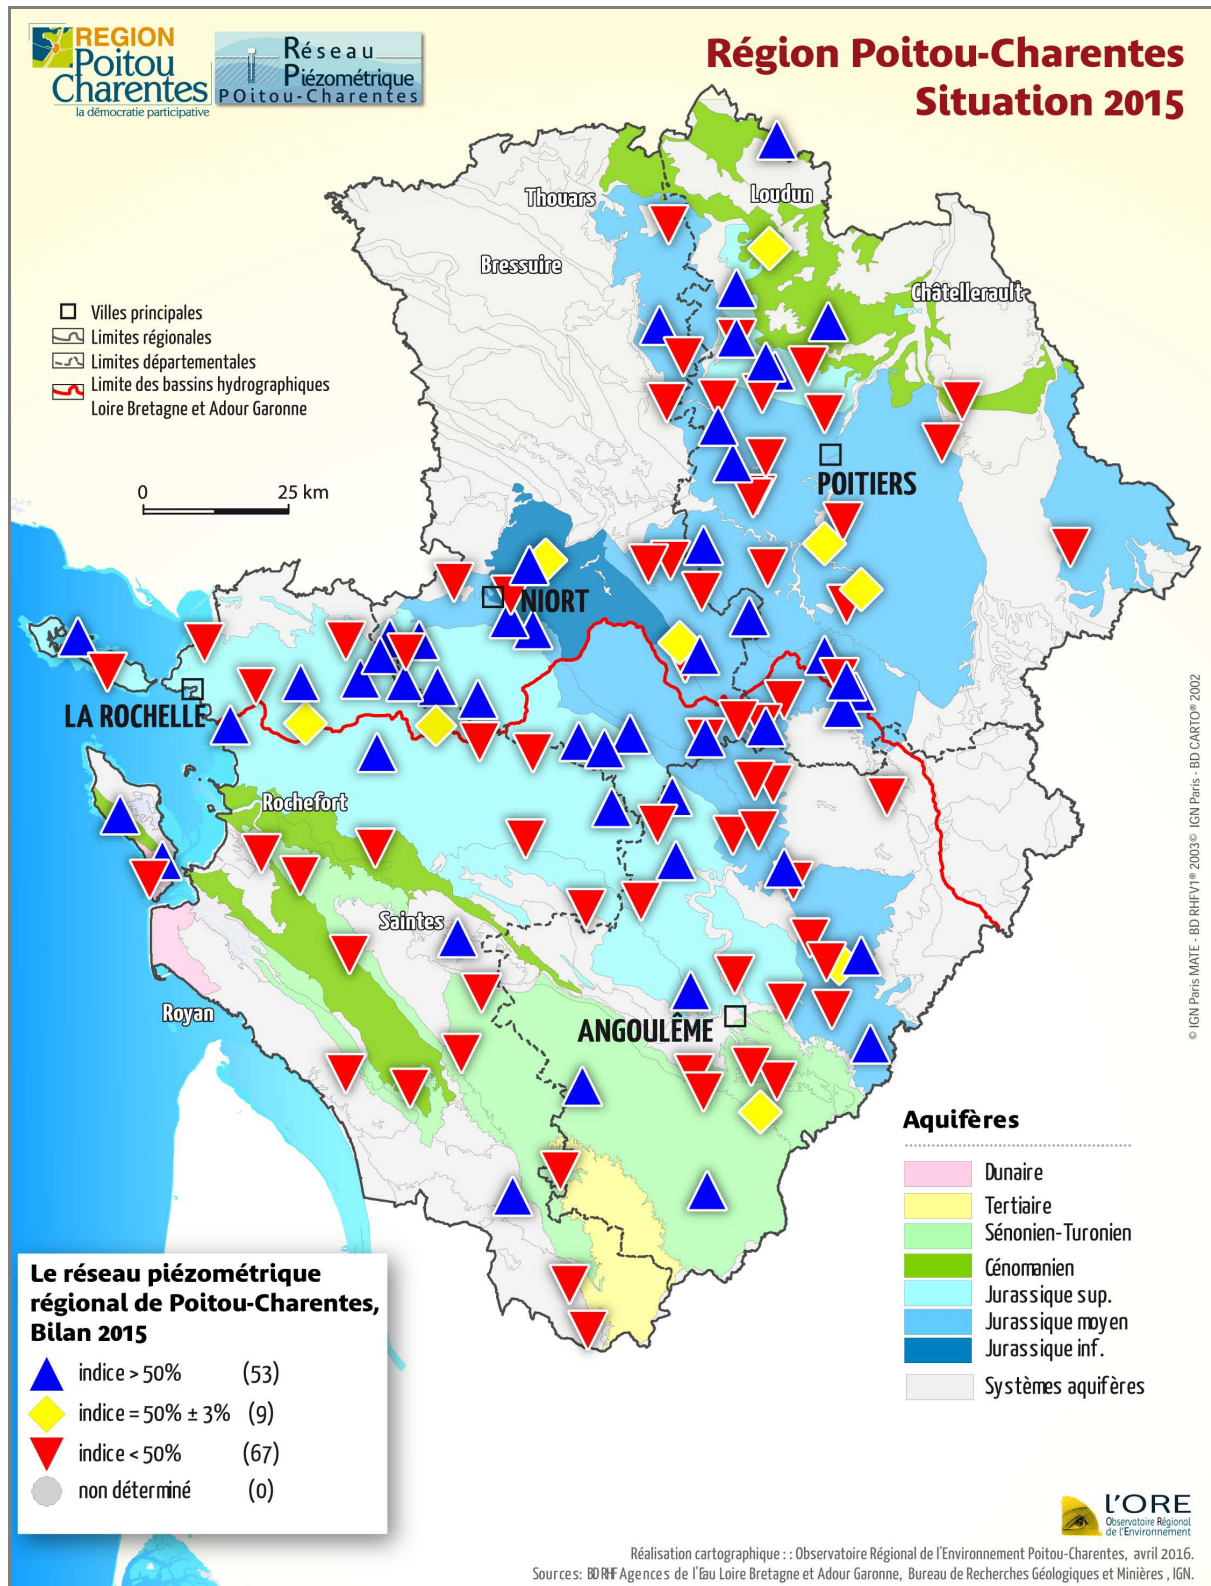 REGION
Poitou
Charentes
la démocratie participative
Réseau
Piézométrique
POitou-Charentes
Région Poitou-Charentes
Situation 2015
Thouars
Loudun
Bressuire
Châtellerault
Villes principales
Limites régionales
Limites départementales
Limite des bassins hydrographiques
Loire Bretagne et Adour Garonne
0 25 km
POITIERS
NIORT
LA ROCHELLE
Rochefort
Saintes
Royan
ANGOULÊME
© IGN Paris MATE - BD RHFV1® 2003© IGN Paris - BD CARTO® 2002
Aquifères
Dunaire
Tertiaire
Sénonien-Turonien
Cénomanien
Jurassique sup.
Jurassique moyen
Jurassique inf.
Systèmes aquifères
Le réseau piézométrique
régional de Poitou-Charentes,
Bilan 2015
indice > 50% (53)
indice = 50% ± 3% (9)
indice < 50% (67)
non déterminé (0)
L'ORE
Observatoire Régional
de l'Environnement
Réalisation cartographique : : Observatoire Régional de l'Environnement Poitou-Charentes, avril 2016.
Sources: BDRHF Agences de l'Eau Loire Bretagne et Adour Garonne, Bureau de Recherches Géologiques et Minières , IGN.